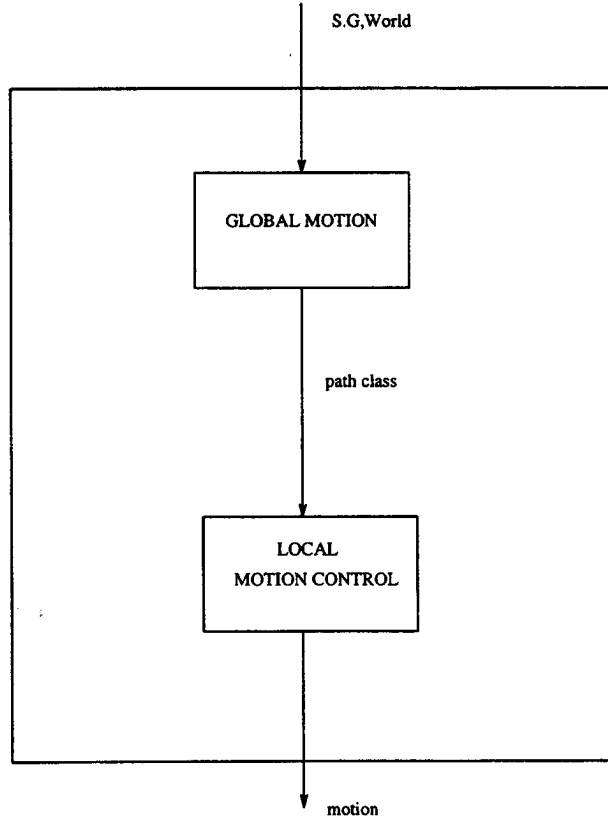 S.G,World
GLOBAL MOTION
path class
LOCAL
MOTION CONTROL
motion